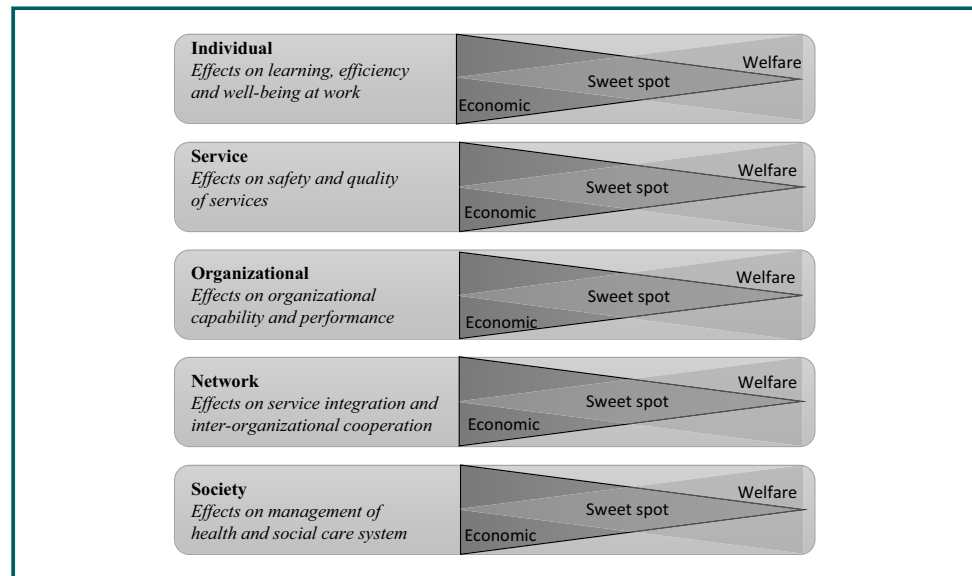 Individual
Effects on learning, efficiency
and well-being at work
Welfare
Sweet spot
Economic
Service
Effects on safety and quality
of services
Welfare
Sweet spot
Economic
Organizational
Effects on organizational
capability and performance
Welfare
Sweet spot
Economic
Network
Effects on service integration and
inter-organizational cooperation
Welfare
Sweet spot
Economic
Society
Effects on management of
health and social care system
Welfare
Sweet spot
Economic